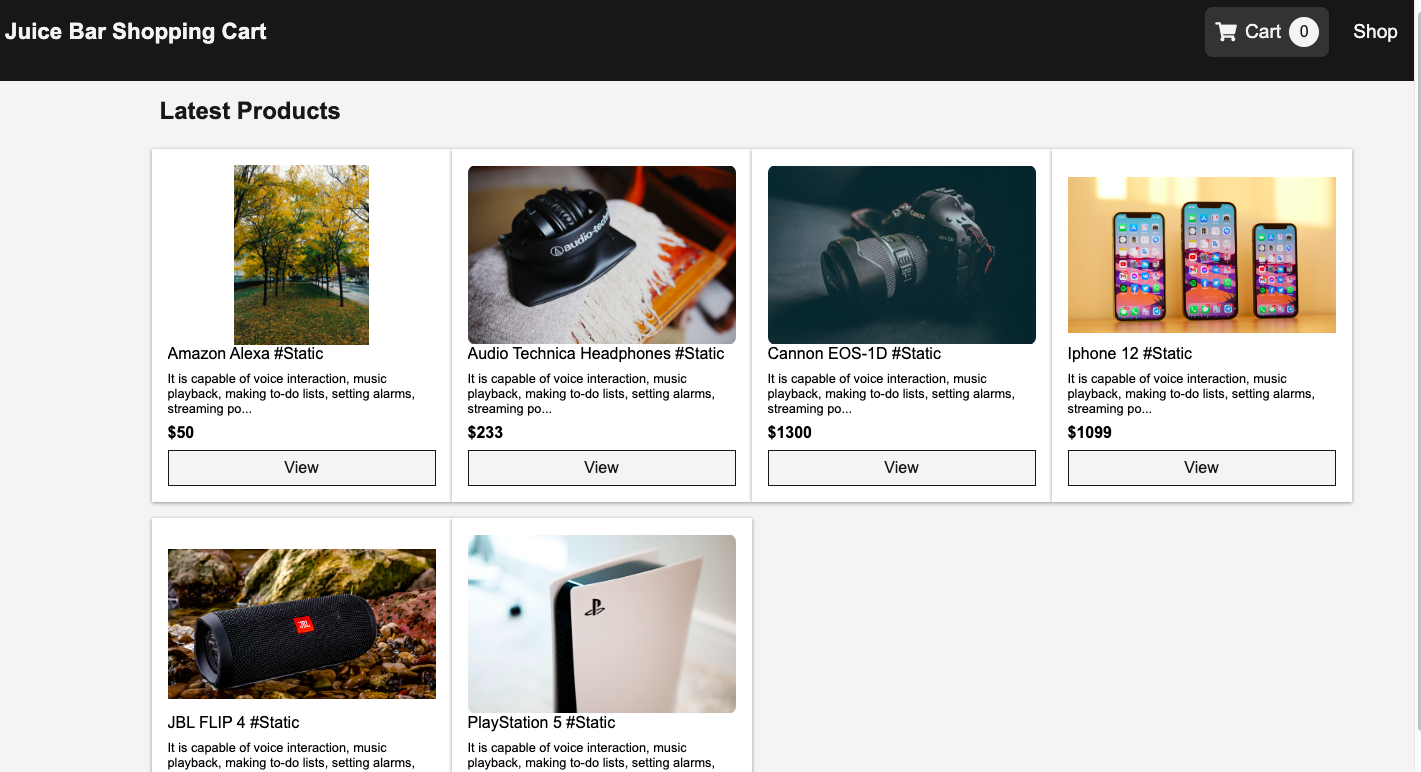 Juice Bar Shopping Cart
Cart 0 Shop
Latest Products
audio-tech
Canon
Amazon Alexa #Static
It is capable of voice interaction, music
playback, making to-do lists, setting alarms,
streaming po...
$50
View
Audio Technica Headphones #Static
It is capable of voice interaction, music
playback, making to-do lists, setting alarms,
streaming po...
$233
View
Cannon EOS-1D #Static
It is capable of voice interaction, music
playback, making to-do lists, setting alarms,
streaming po...
$1300
View
Iphone 12 #Static
It is capable of voice interaction, music
playback, making to-do lists, setting alarms,
streaming po...
$1099
View
JBL
JBL FLIP 4 #Static
It is capable of voice interaction, music
playback, making to-do lists, setting alarms,
PlayStation 5 #Static
It is capable of voice interaction, music
playback, making to-do lists, setting alarms,